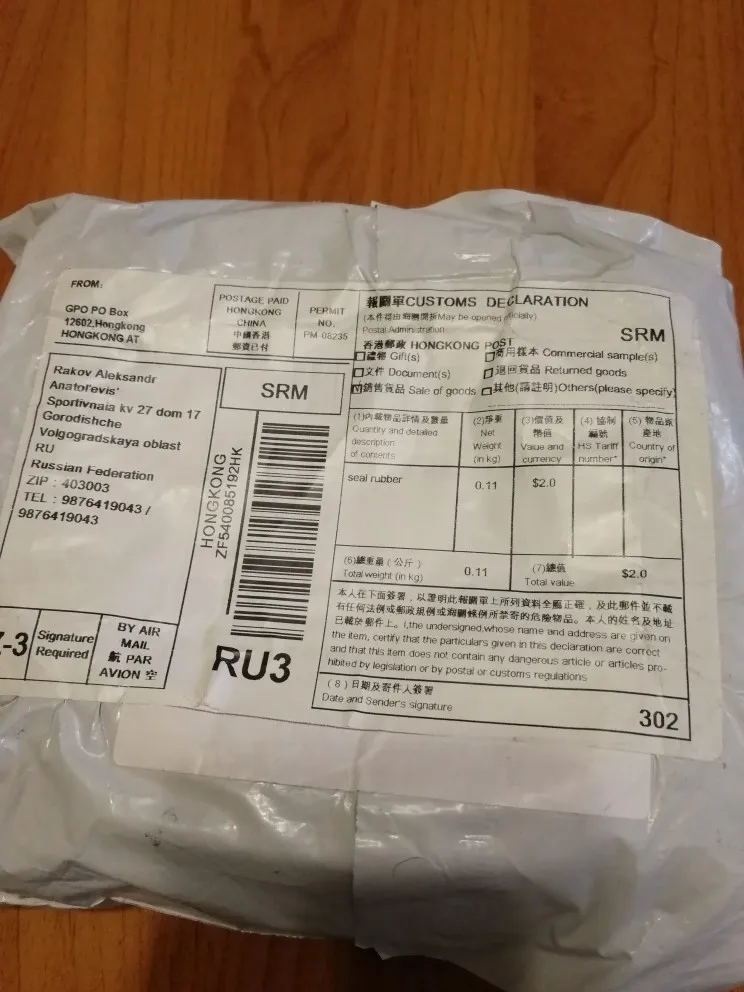 FROM:
GPO PO Box
12602,Hongkong
HONGKONG AT
POSTAGE PAID
HONGKONG
CHINA
中國香港
郵資已付
PERMIT
NO.
PM-08235
Rakov Aleksandr
Anatol'evis'
Sportivnaia kv 27 dom 17
Gorodishche
Volgogradskaya oblast
RU
Russian Federation
ZIP : 403003
TEL : 9876419043 /
9876419043
SRM
HONGKONG
ZF540085192HK
RU3
-3
Signature
Required
BY AIR
MAIL
航 PAR
AVION 空
報關單CUSTOMS DECLARATION
(本件得由海關開拆May be opened officially)
Postal Administration
SRM
香港郵政 HONGKONG POST
禮物 Gift(s)
商用樣本 Commercial sample(s)
文件 Document(s)
退回貨品 Returned goods
銷售貨品 Sale of goods
其他(請註明)Others(please specify)
(1)內載物品詳情及數量
Quantity and detailed
description
of contents
(2)淨重
Net
Weight
(in kg)
(3)價值及
幣值
Value and
currency
(4) 協制
編號
HS Tariff
number*
(5) 物品原
產地
Country of
origin*
seal rubber
0.11
$2.0
(6)總重量 ( 公斤 )
Total weight (in kg)
0.11
(7)總值
Total value
$2.0
本人在下面簽署，以證明此報關單上所列資料全屬正確，及此郵件並不載
有任何法例或郵政規例或海關條例所禁寄的危險物品。本人的姓名及地址
已載於郵件上。I,the undersigned,whose name and address are given on
the item, certify that the particulars given in this declaration are correct
and that this item does not contain any dangerous article or articles pro-
hibited by legislation or by postal or customs regulations
( 8 ) 日期及寄件人簽署
Date and Sender's signature
302